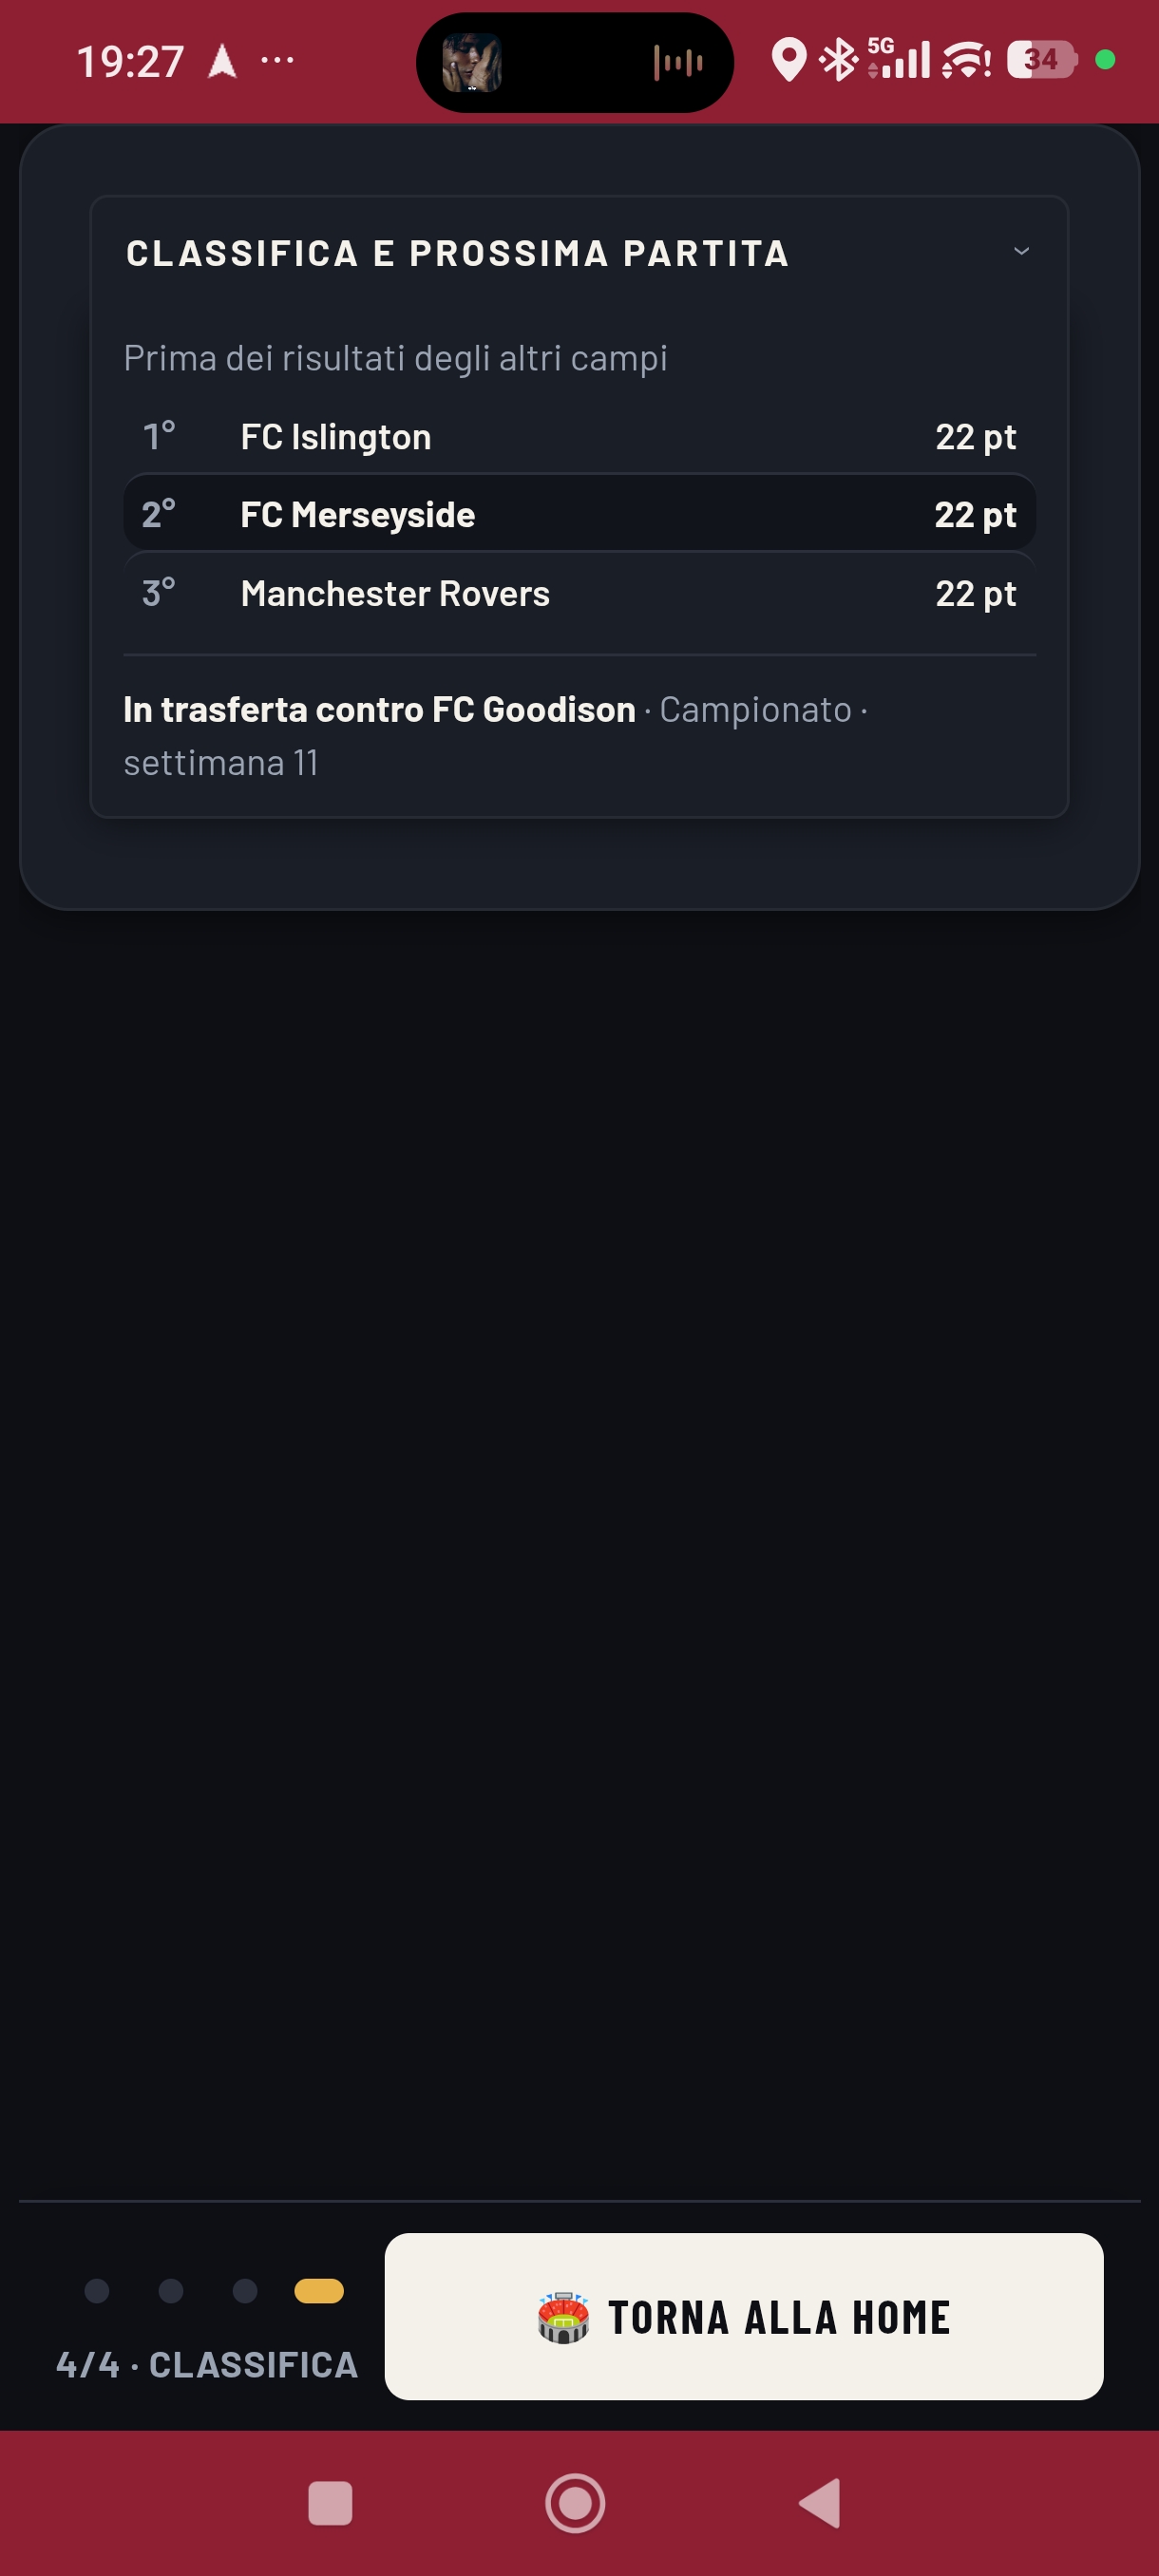 19:27
5G
34
CLASSIFICA E PROSSIMA PARTITA
Prima dei risultati degli altri campi
1° FC Islington 22 pt
2° FC Merseyside 22 pt
3° Manchester Rovers 22 pt
In trasferta contro FC Goodison · Campionato ·
settimana 11
TORNA ALLA HOME
4/4 · CLASSIFICA